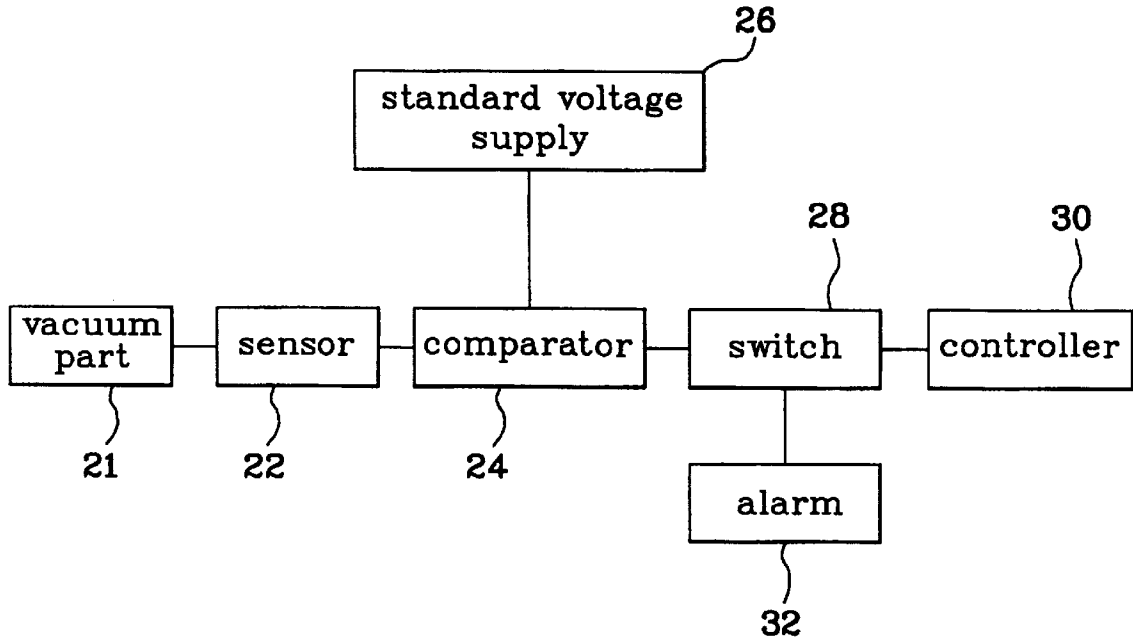 26
standard voltage
supply
28
30
vacuum
part
sensor
comparator
switch
controller
21
22
24
alarm
32